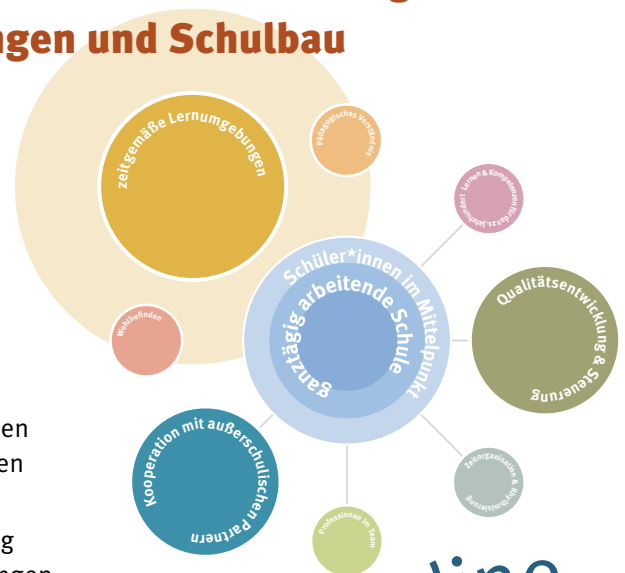 ngen und Schulbau
zeitgemäße Lernumgebungen
Pädagogisches Verständnis
Lernen & Kompetenzen für das 21. Jahrhundert
Schüler*innen im Mittelpunkt
ganztägig arbeitende Schule
Qualitätsentwicklung & Steuerung
Wohlbefinden
Kooperation mit außerschulischen Partnern
Zeitorganisation & Rhythmisierung
Professionen im Team
en
en
g